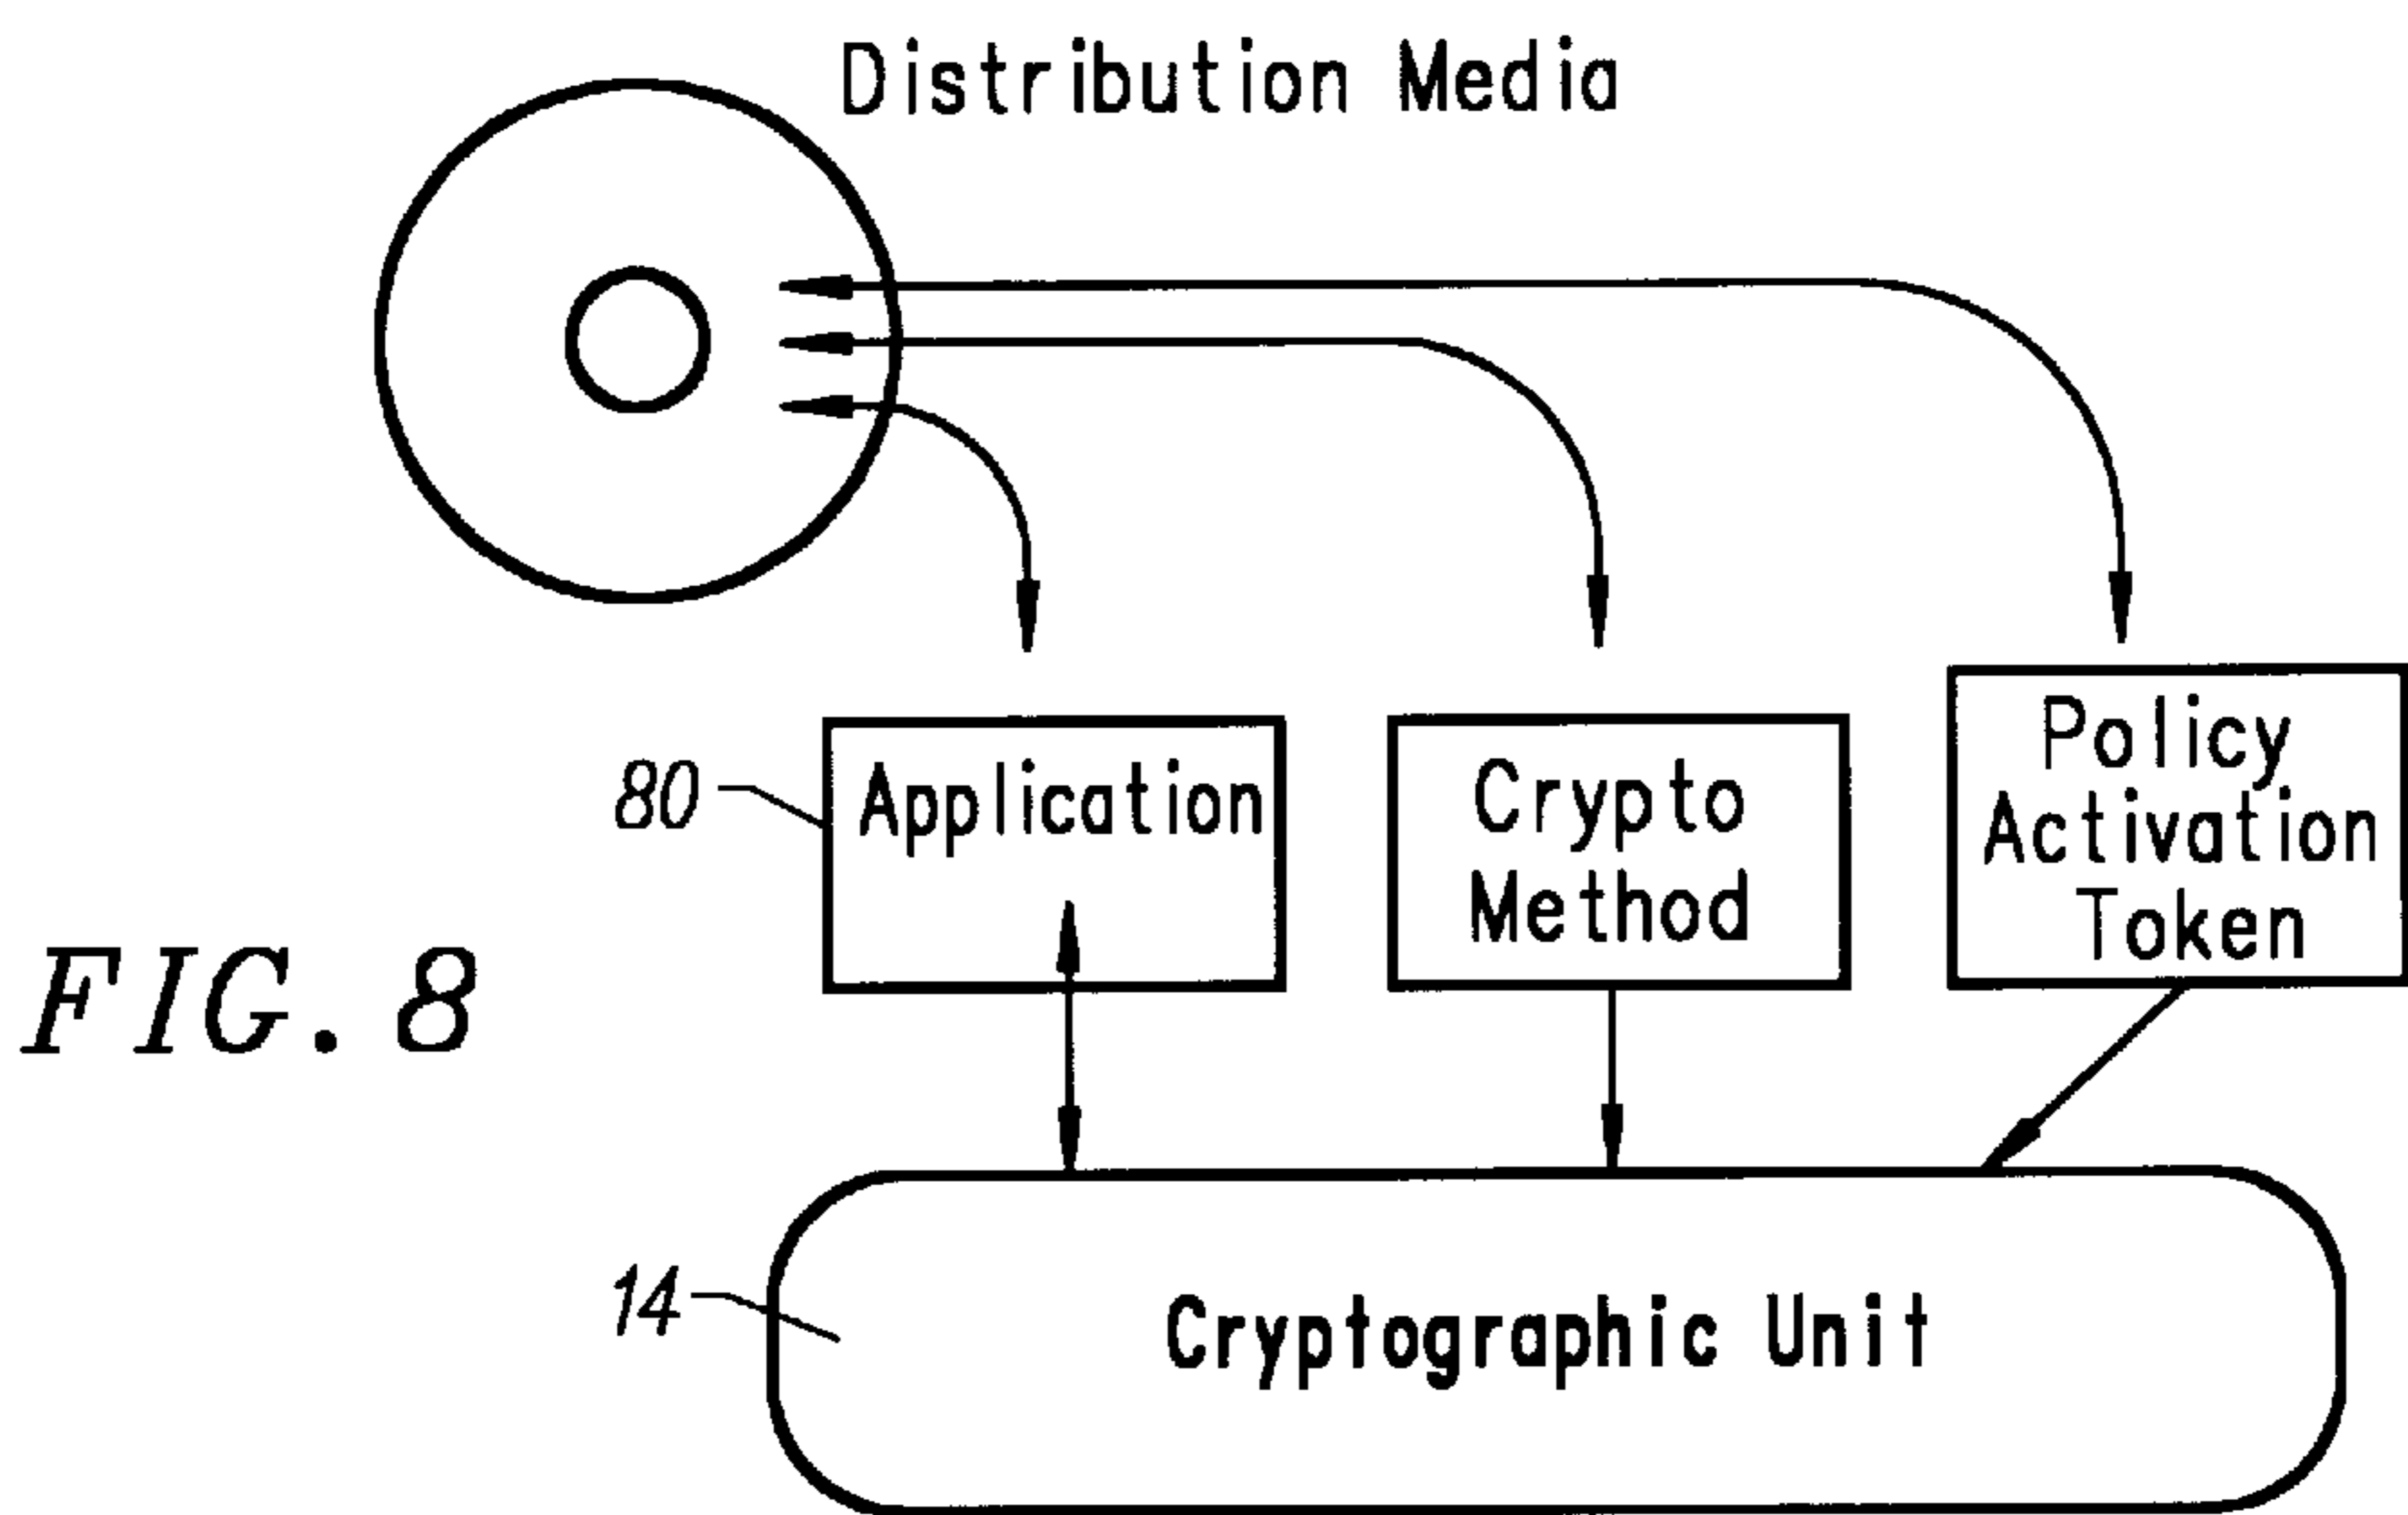 Distribution Media
80
Application
Crypto
Method
Policy
Activation
Token
FIG. 8
14
Cryptographic Unit